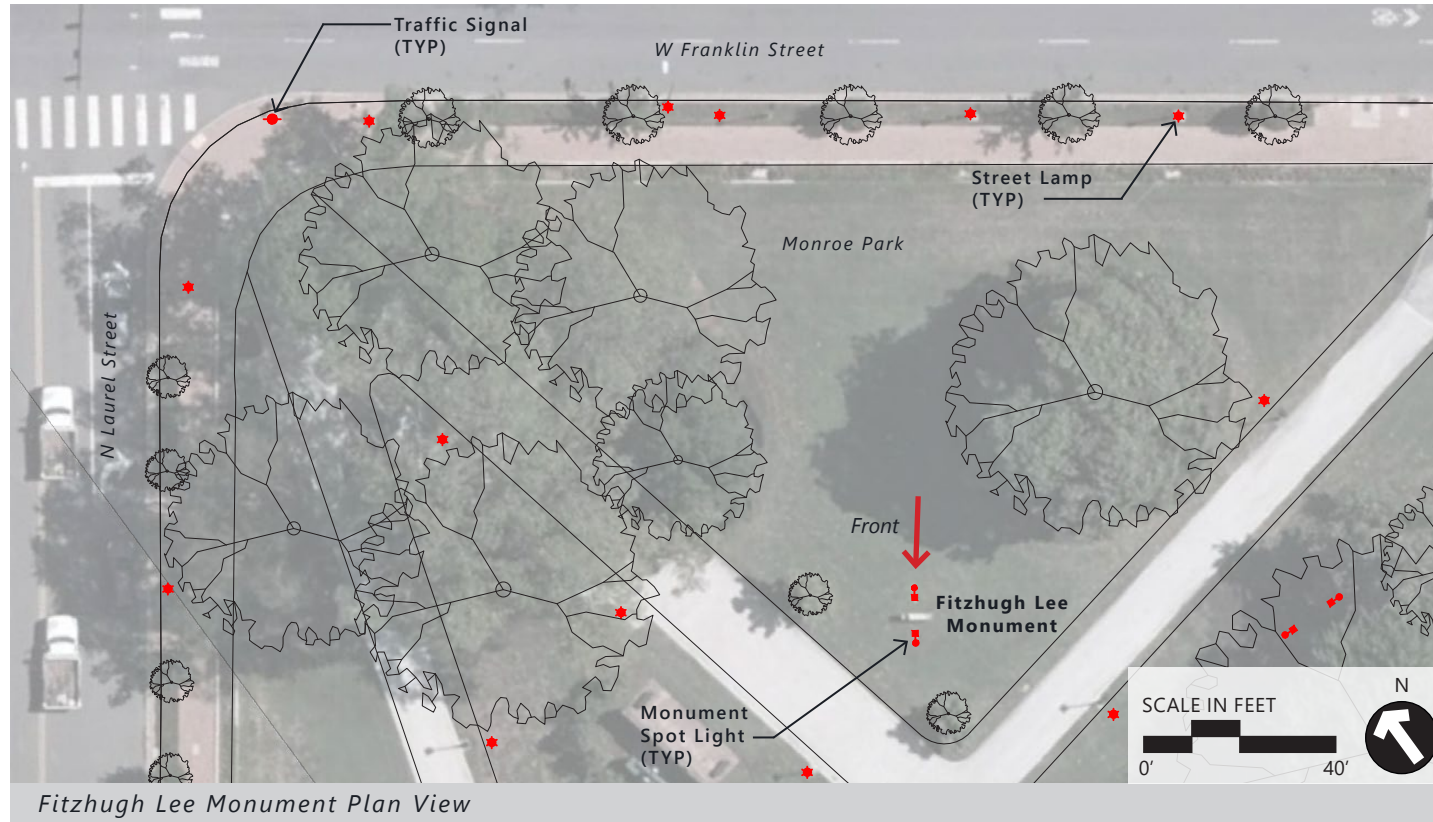 Traffic Signal
(TYP)
W Franklin Street
Street Lamp
(TYP)
Monroe Park
N Laurel Street
Front
Fitzhugh Lee
Monument
Monument
Spot Light
(TYP)
SCALE IN FEET
0'
40'
N
Fitzhugh Lee Monument Plan View